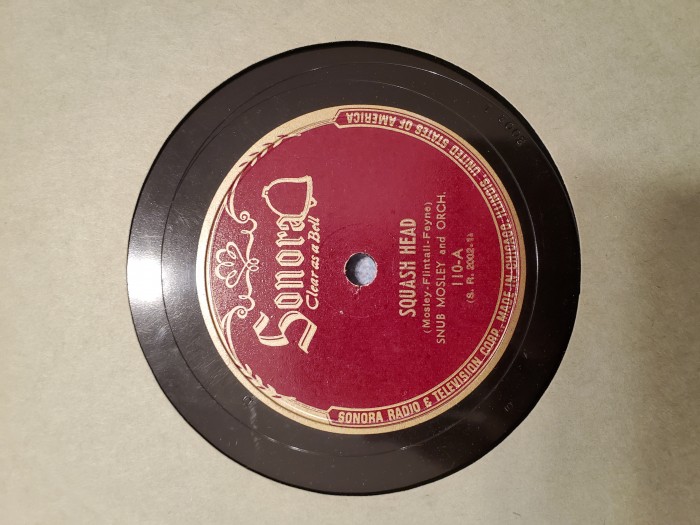 Sonora
Clear as a Bell
SQUASH HEAD
(Mosley-Flintall-Feyne)
SNUB MOSLEY and ORCH.
110-A
(S. R. 2002-1a
SONORA RADIO & TELEVISION CORP.-MADE IN CHICAGO, ILLINOIS, UNITED STATES OF AMERICA